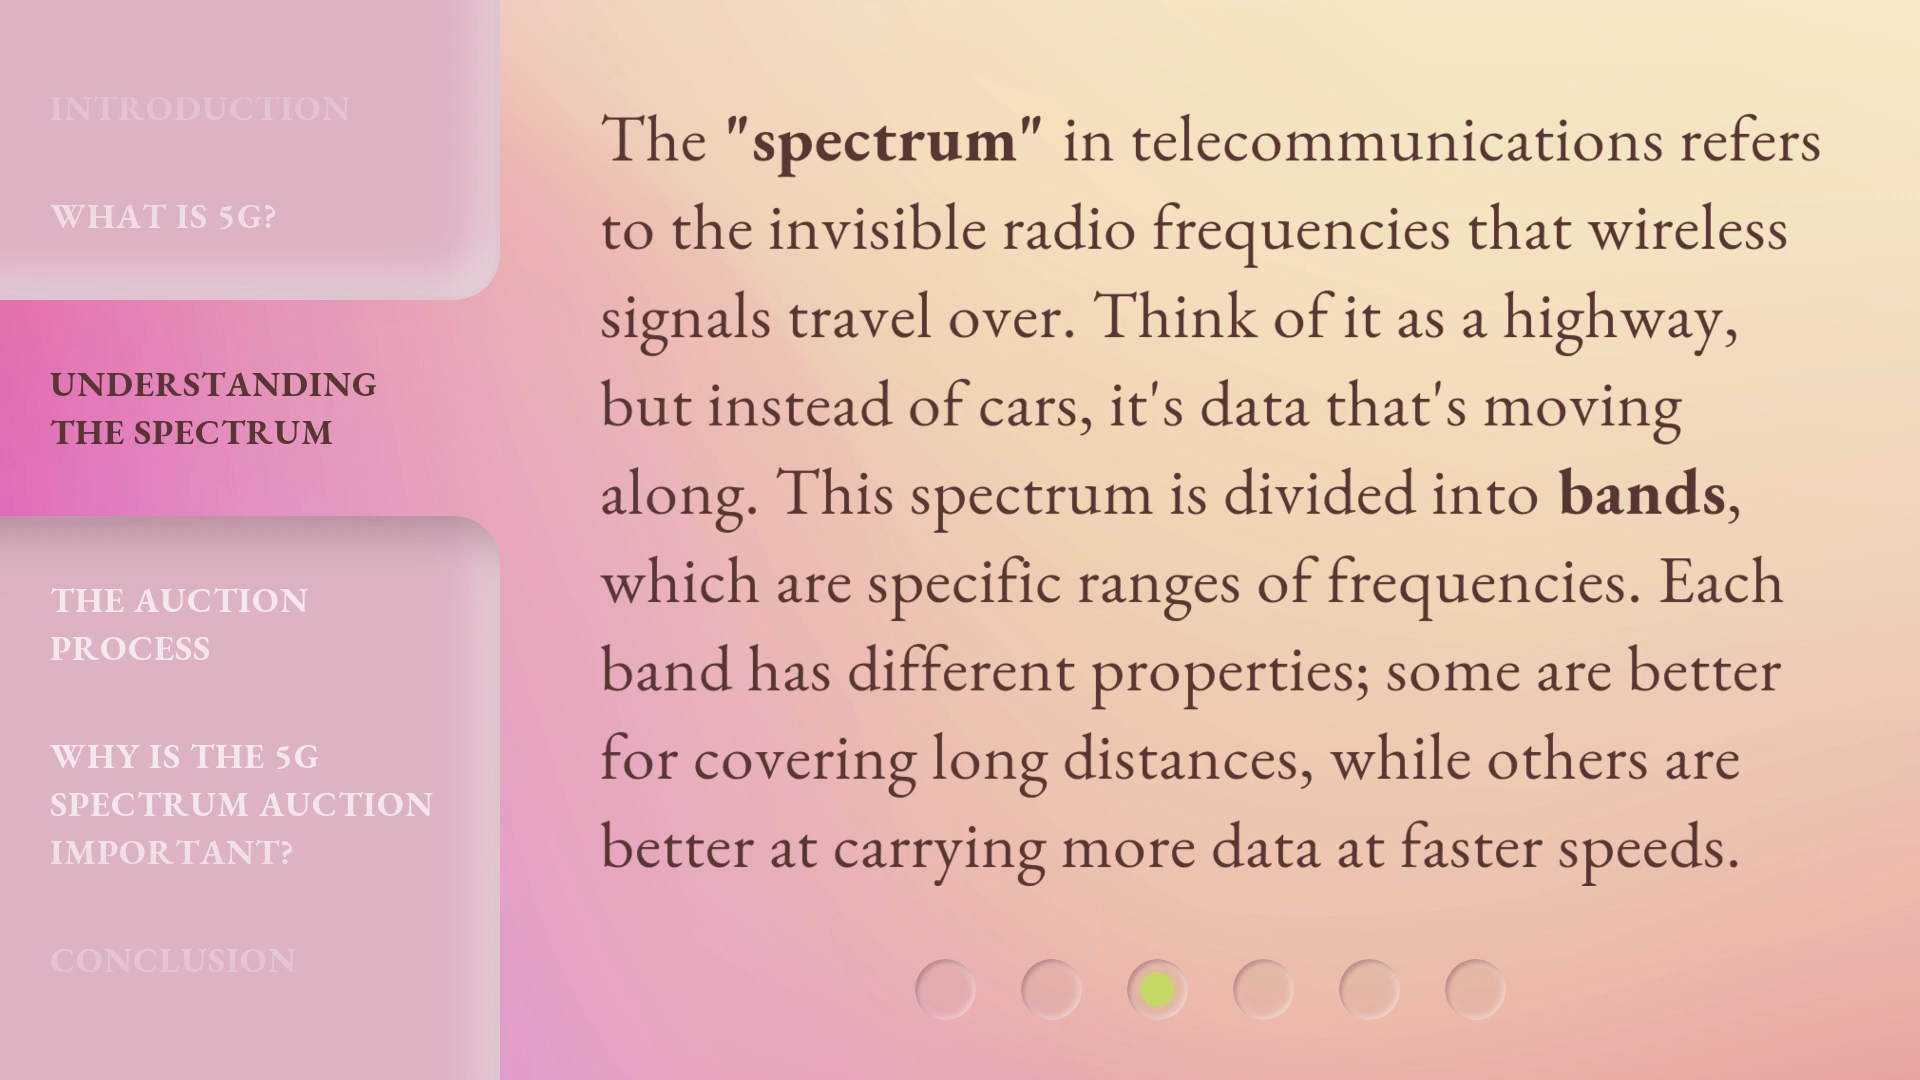 INTRODUCTION
WHAT IS 5G?
UNDERSTANDING
THE SPECTRUM
THE AUCTION
PROCESS
WHY IS THE 5G
SPECTRUM AUCTION
IMPORTANT?
CONCLUSION
The "spectrum" in telecommunications refers
to the invisible radio frequencies that wireless
signals travel over. Think of it as a highway,
but instead of cars, it's data that's moving
along. This spectrum is divided into bands,
which are specific ranges of frequencies. Each
band has different properties; some are better
for covering long distances, while others are
better at carrying more data at faster speeds.